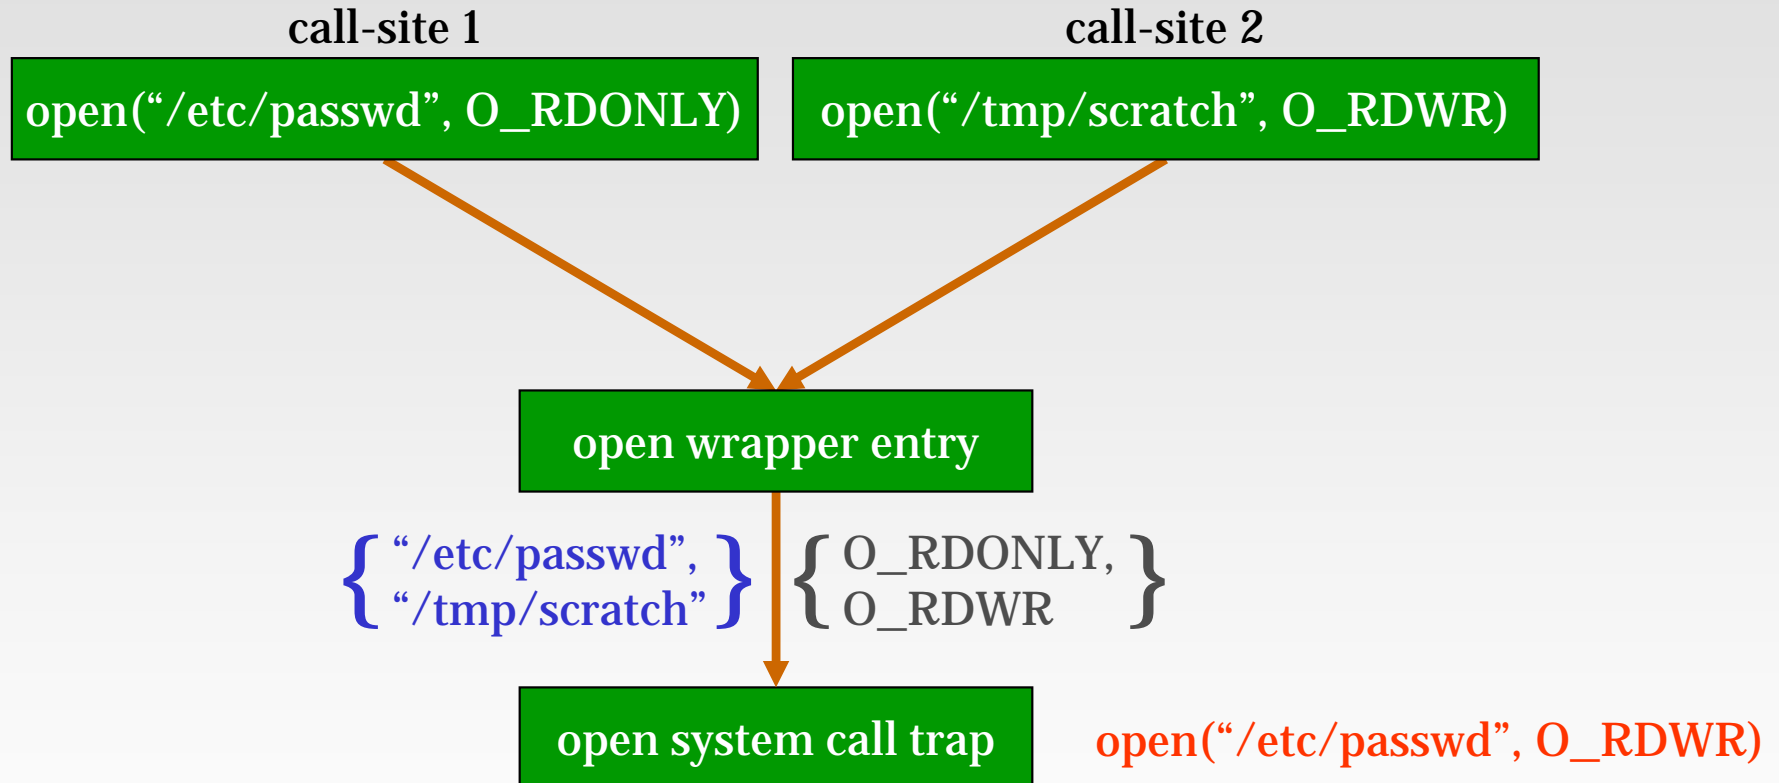 call-site 1
call-site 2
open(“/etc/passwd”, O_RDONLY)
open(“/tmp/scratch”, O_RDWR)
open wrapper entry
{ “/etc/passwd”, } { O_RDONLY, }
“/tmp/scratch” O_RDWR
open system call trap
open(“/etc/passwd”, O_RDWR)